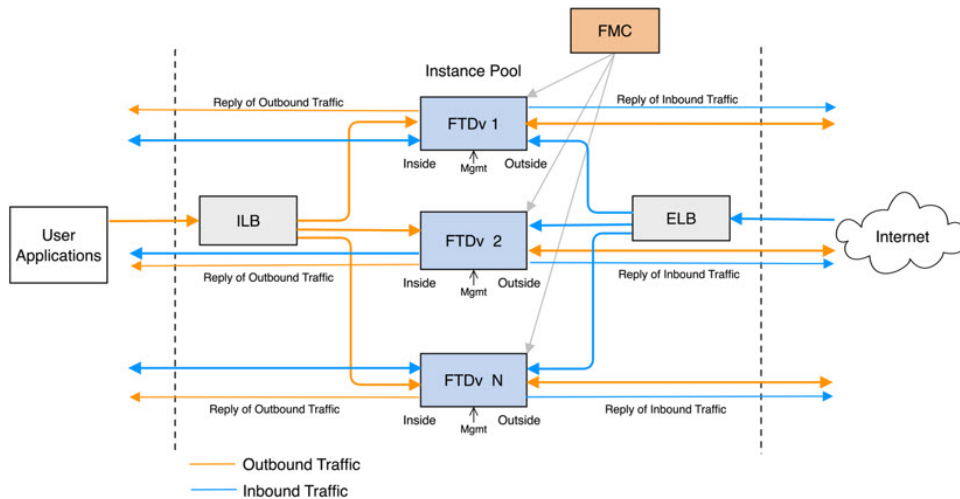 FMC
Instance Pool
Reply of Outbound Traffic
FTDv 1
Reply of Inbound Traffic
Inside
Mgmt
Outside
User
Applications
ILB
FTDv 2
ELB
Internet
Reply of Outbound Traffic
Inside
Mgmt
Outside
Reply of Inbound Traffic
FTDv N
Reply of Outbound Traffic
Inside
Mgmt
Outside
Reply of Inbound Traffic
Outbound Traffic
Inbound Traffic